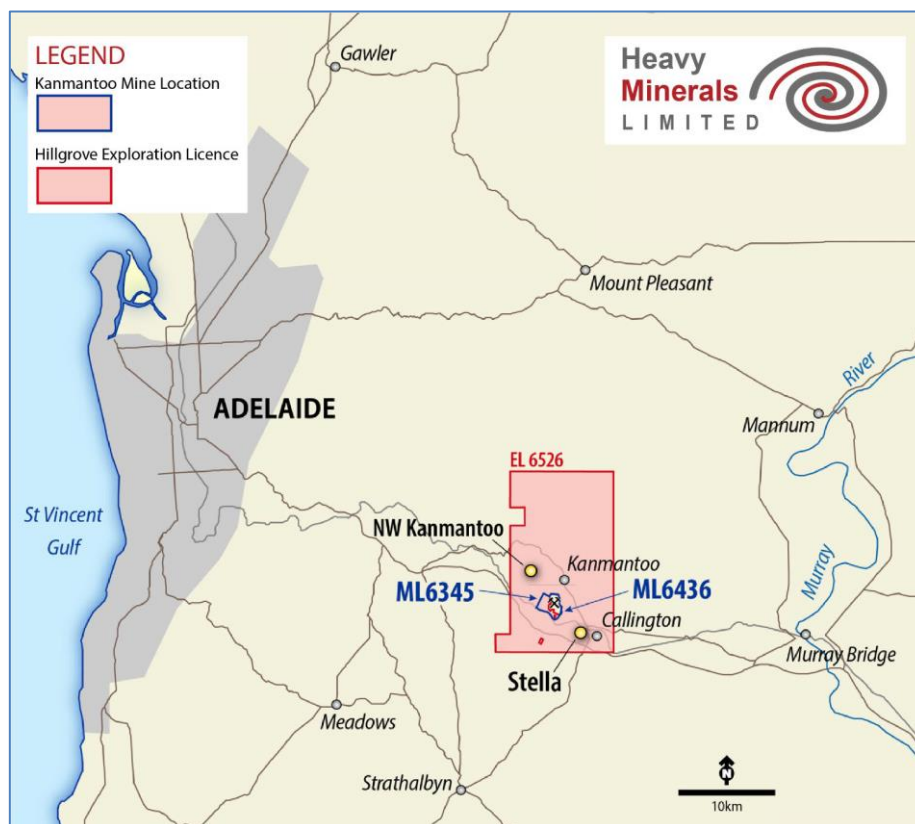 LEGEND
Kanmantoo Mine Location
Hillgrove Exploration Licence
Heavy
Minerals
LIMITED
Gawler
Mount Pleasant
ADELAIDE
River
Mannum
EL 6526
St Vincent
Gulf
NW Kanmantoo
Kanmantoo
Murray
ML6345
ML6436
Callington
Murray Bridge
Stella
Meadows
Strathalbyn
N
10km